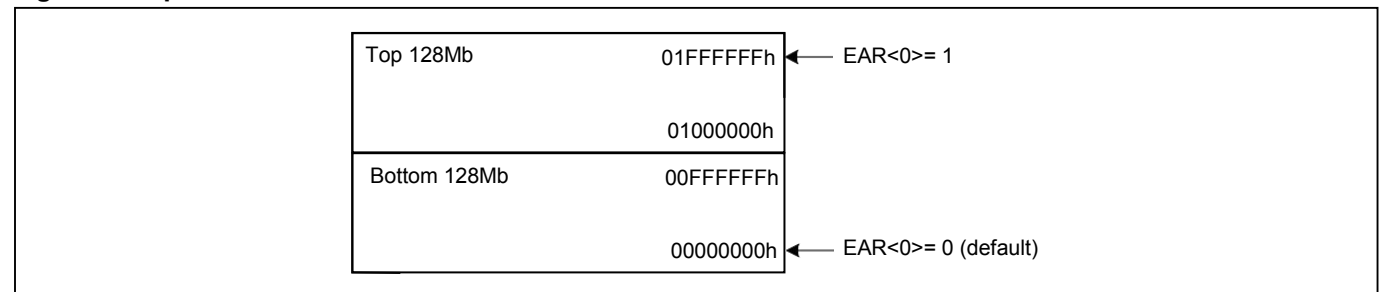 Top 128Mb 01FFFFFFh EAR<0>= 1
01000000h
Bottom 128Mb 00FFFFFFh
00000000h EAR<0>= 0 (default)